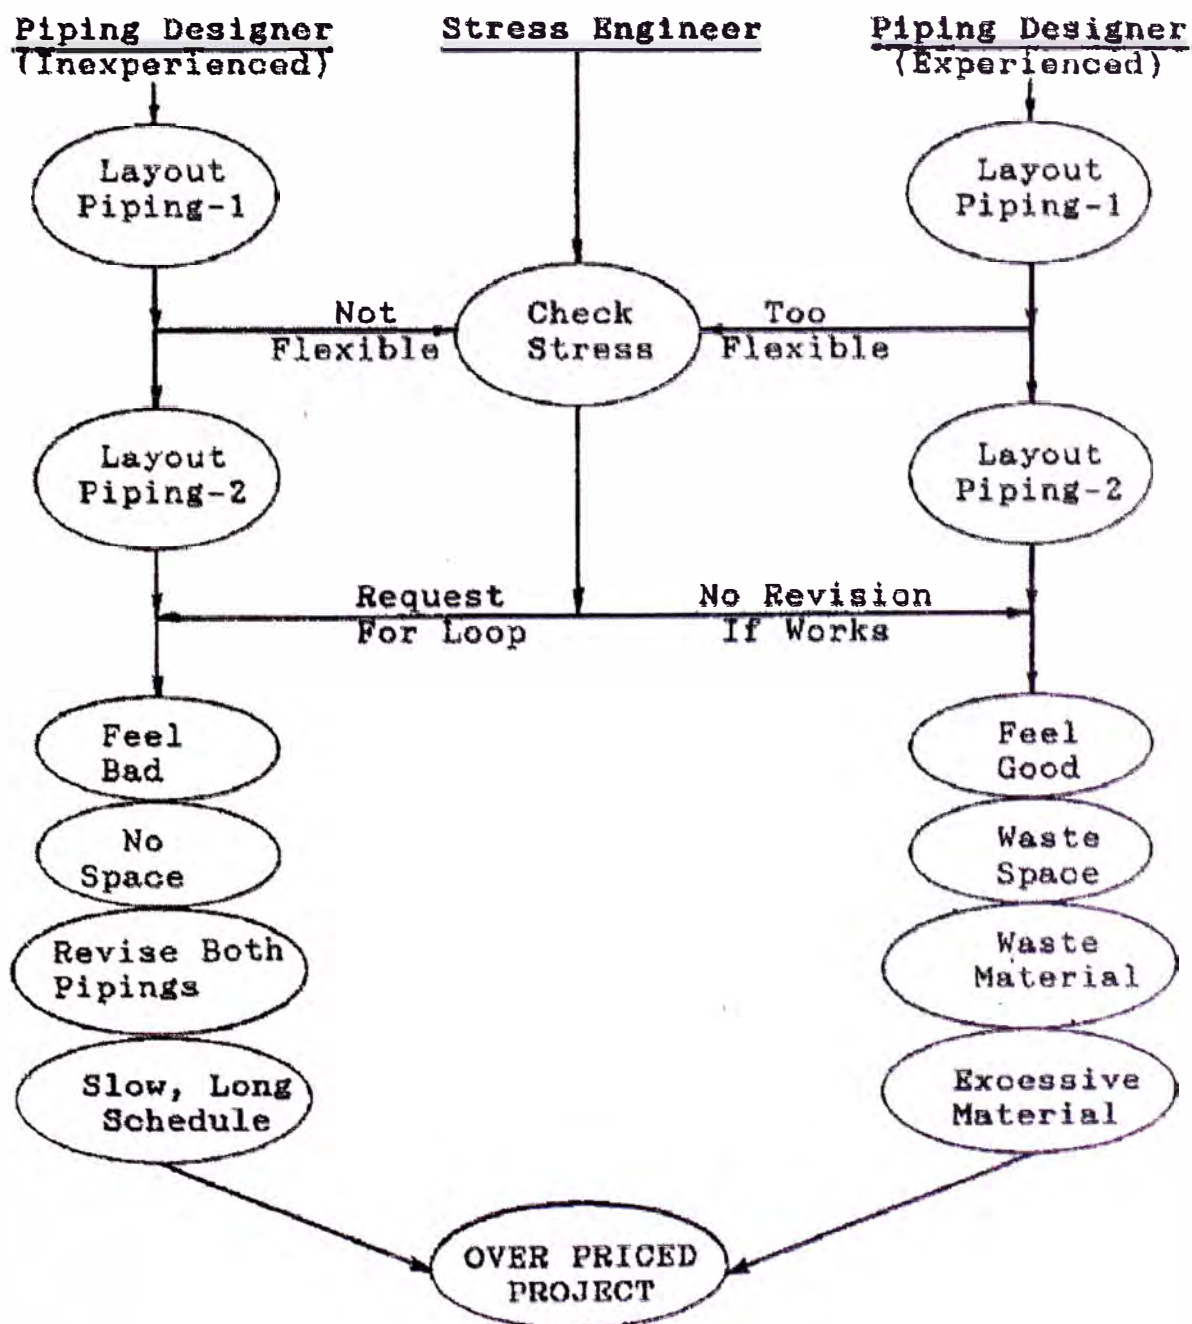 Piping Designer
(Inexperienced)
Stress Engineer
Piping Designer
(Experienced)
Layout
Piping-1
Layout
Piping-1
Not
Flexible
Check
Stress
Too
Flexible
Layout
Piping-2
Layout
Piping-2
Request
For Loop
No Revision
If Works
Feel
Bad
Feel
Good
No
Space
Waste
Space
Revise Both
Pipings
Waste
Material
Slow, Long
Schedule
Excessive
Material
OVER PRICED
PROJECT